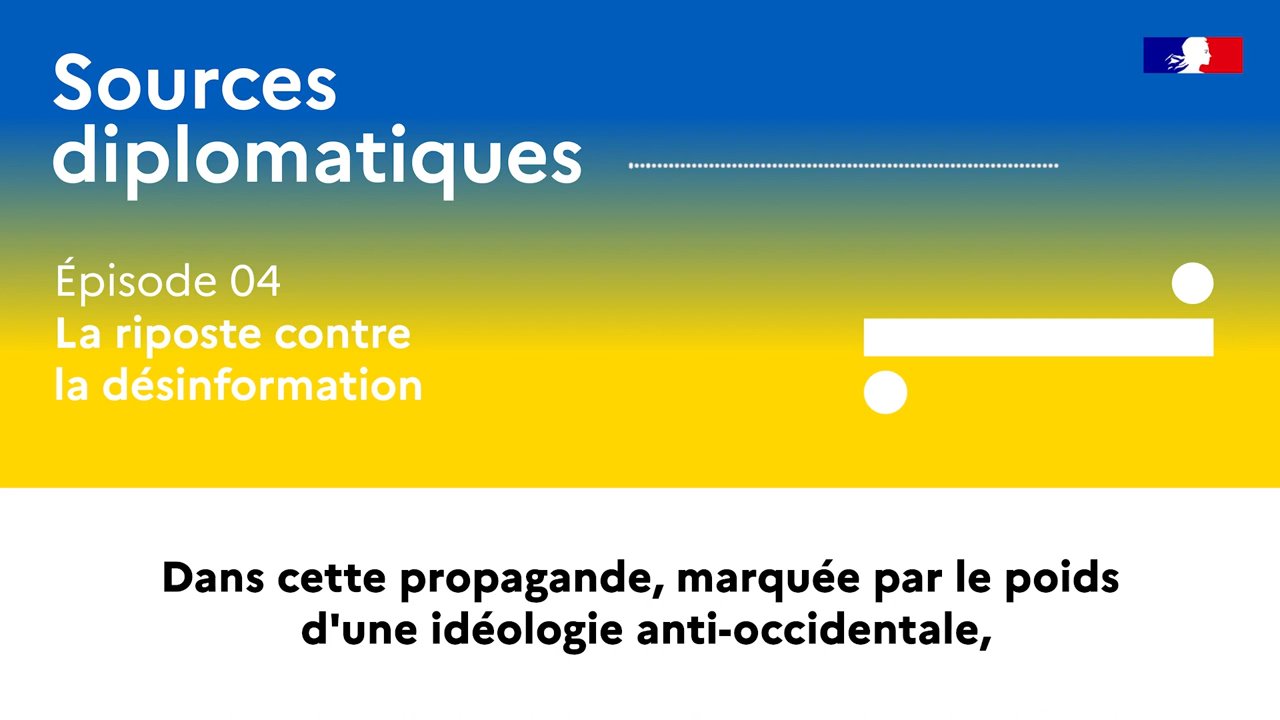 Sources
diplomatiques
Épisode 04
La riposte contre
la désinformation
Dans cette propagande, marquée par le poids
d'une idéologie anti-occidentale,